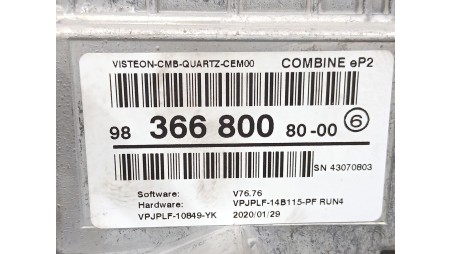 VISTEON-CMB-QUARTZ-CEM00 COMBINE eP2
98 366 800 80-00 6
SN 43070803
Software: V76.76
Hardware: VPJPLF-14B115-PF RUN4
VPJPLF-10849-YK 2020/01/29